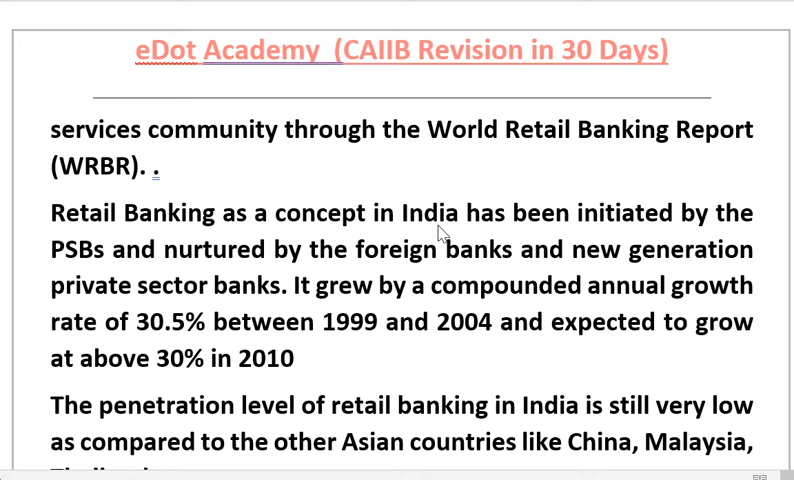 eDot Academy (CAIIB Revision in 30 Days)
services community through the World Retail Banking Report
(WRBR). .
Retail Banking as a concept in India has been initiated by the
PSBs and nurtured by the foreign banks and new generation
private sector banks. It grew by a compounded annual growth
rate of 30.5% between 1999 and 2004 and expected to grow
at above 30% in 2010
The penetration level of retail banking in India is still very low
as compared to the other Asian countries like China, Malaysia,